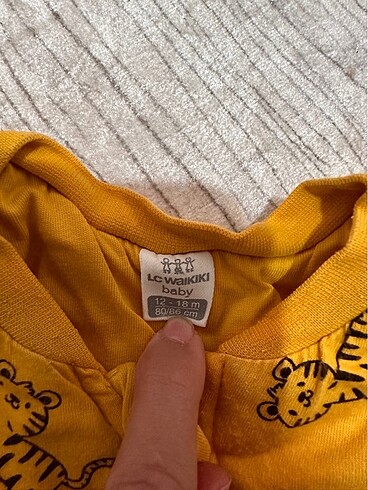 LC WAIKIKI
baby
12 - 18 m
80/86 cm